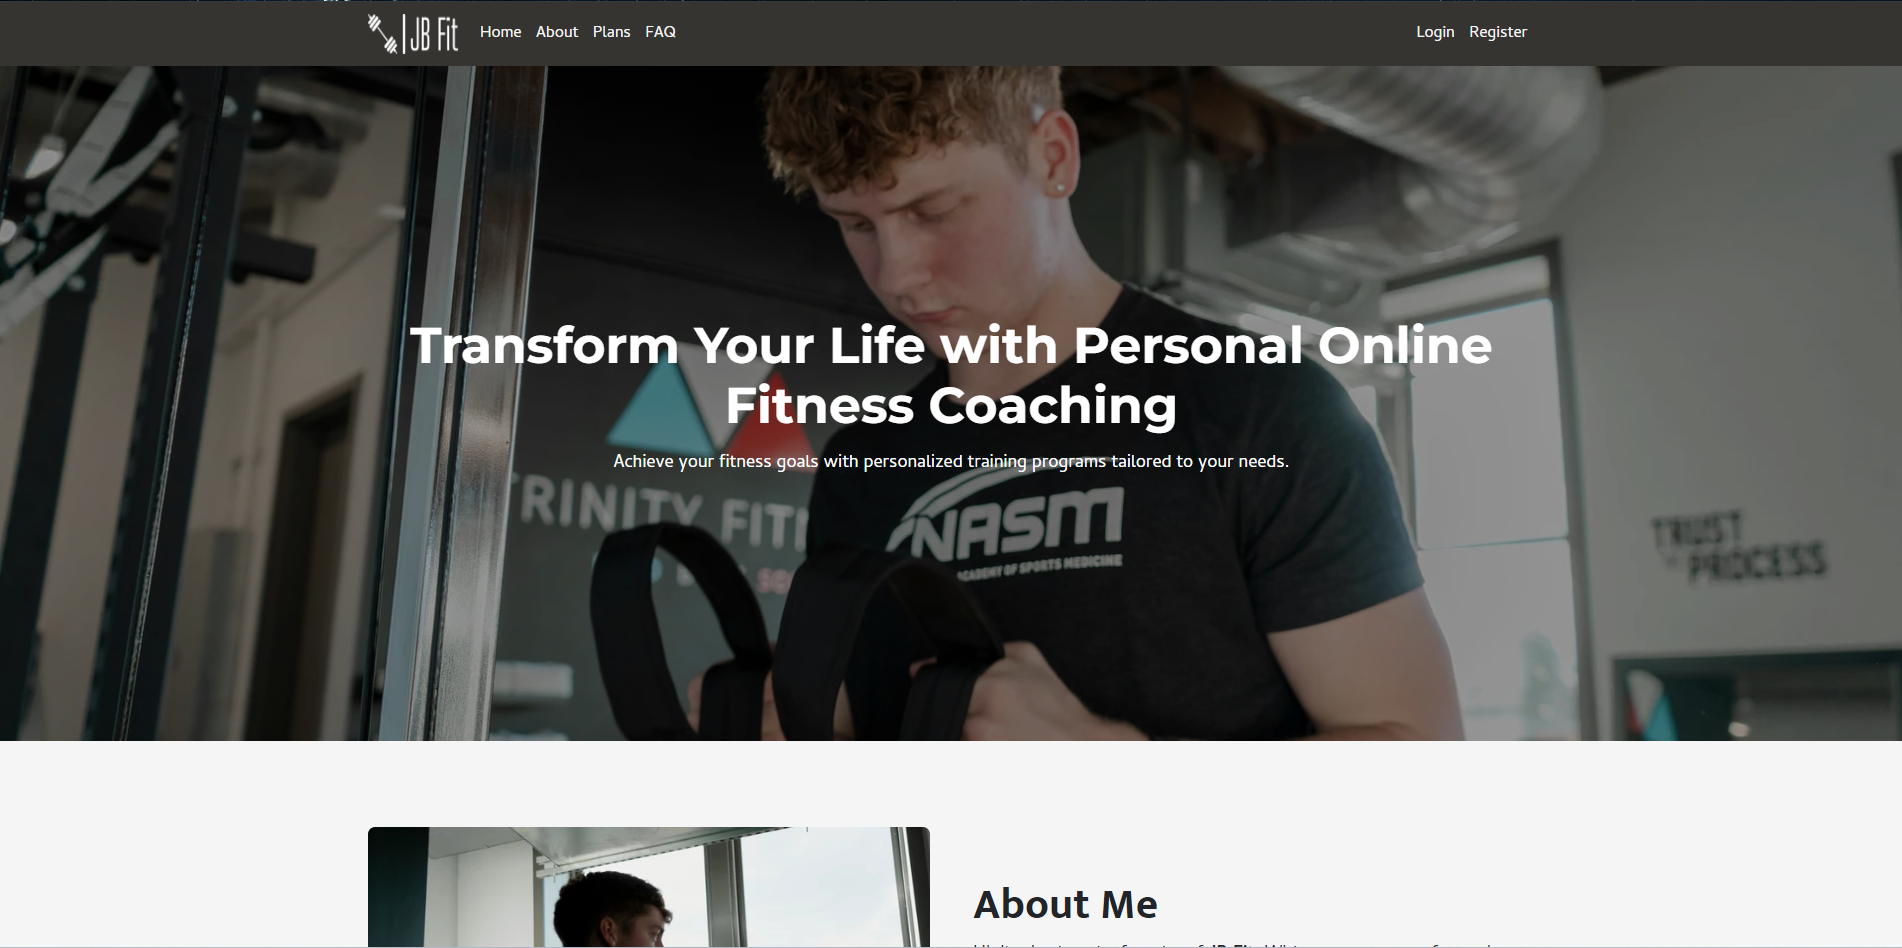 JB Fit
Home About Plans FAQ
Login Register
Transform Your Life with Personal Online
Fitness Coaching
Achieve your fitness goals with personalized training programs tailored to your needs.
TRINITY FIT
NASM
ACADEMY OF SPORTS MEDICINE
TRUST
PROCESS
About Me